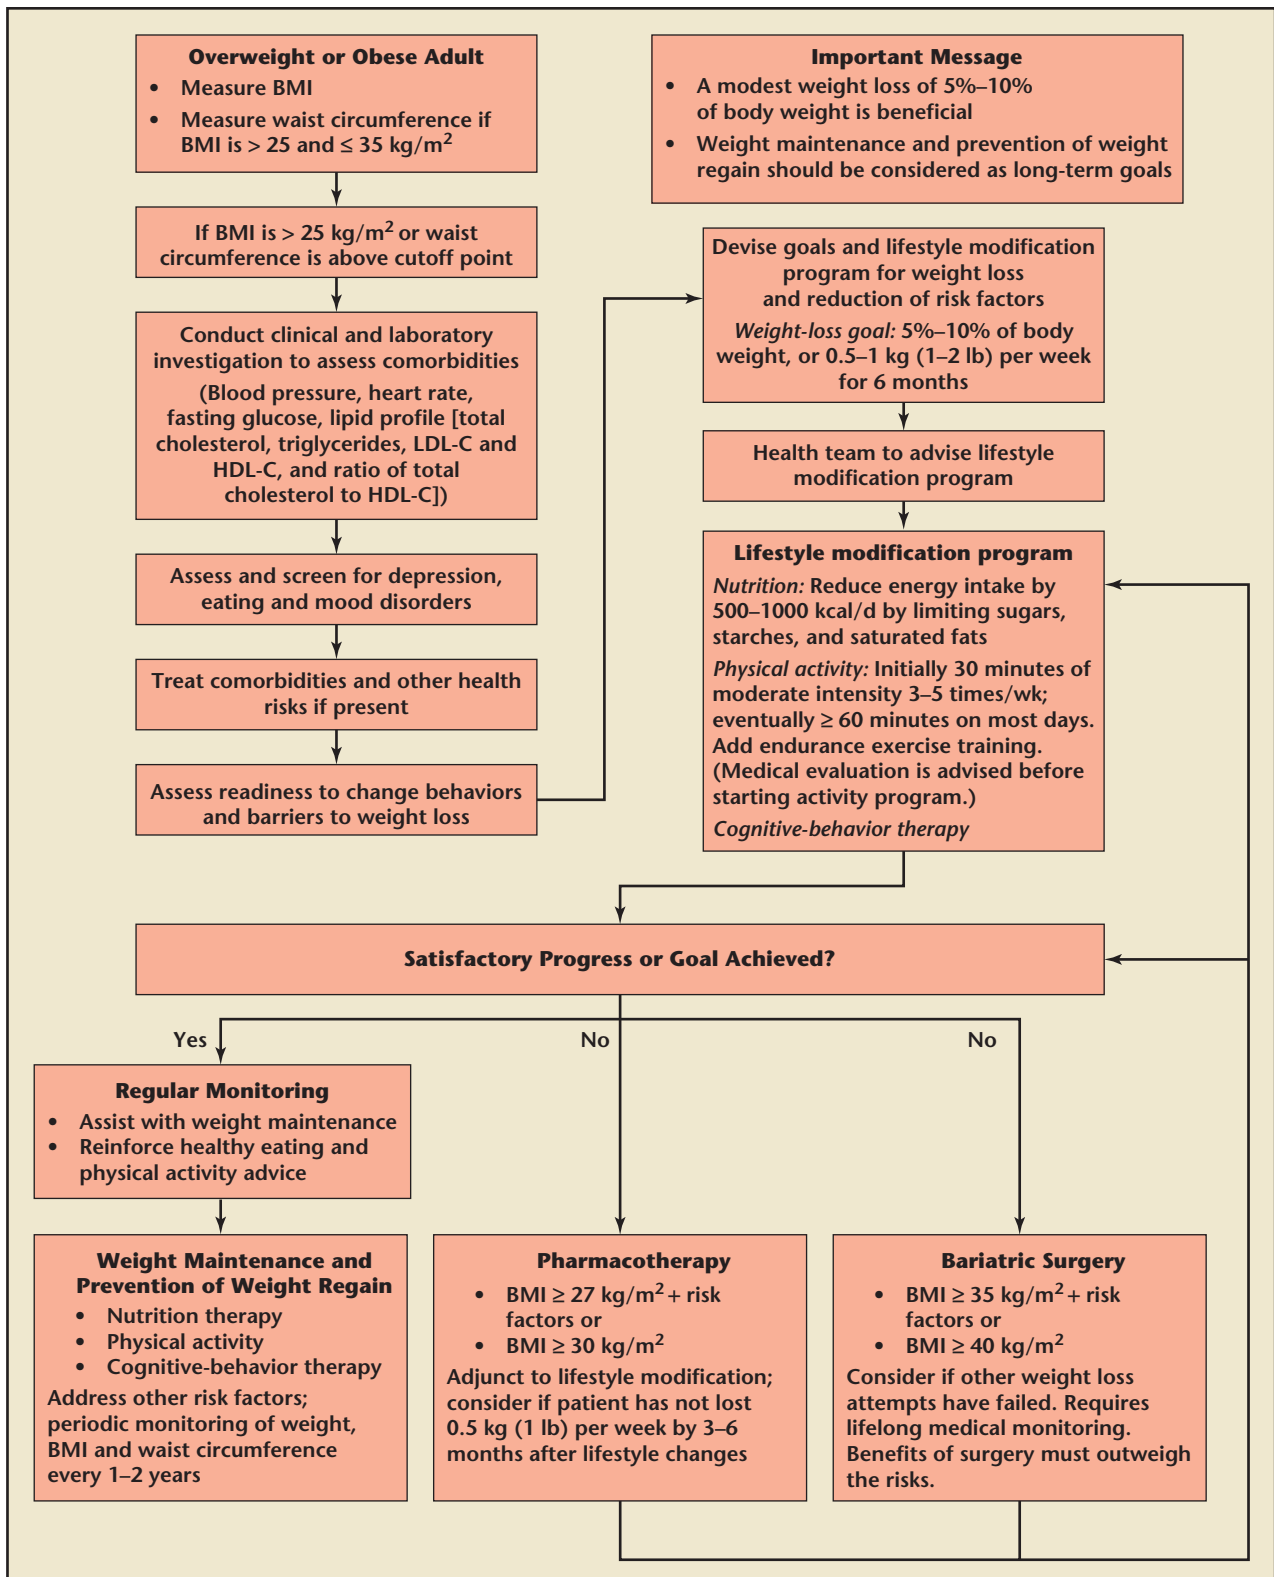 Overweight or Obese Adult
• Measure BMI
• Measure waist circumference if
BMI is > 25 and ≤ 35 kg/m²
If BMI is > 25 kg/m² or waist
circumference is above cutoff point
Conduct clinical and laboratory
investigation to assess comorbidities
(Blood pressure, heart rate,
fasting glucose, lipid profile [total
cholesterol, triglycerides, LDL-C and
HDL-C, and ratio of total
cholesterol to HDL-C])
Assess and screen for depression,
eating and mood disorders
Treat comorbidities and other health
risks if present
Assess readiness to change behaviors
and barriers to weight loss
Important Message
• A modest weight loss of 5%–10%
of body weight is beneficial
• Weight maintenance and prevention of weight
regain should be considered as long-term goals
Devise goals and lifestyle modification
program for weight loss
and reduction of risk factors
Weight-loss goal: 5%–10% of body
weight, or 0.5–1 kg (1–2 lb) per week
for 6 months
Health team to advise lifestyle
modification program
Lifestyle modification program
Nutrition: Reduce energy intake by
500–1000 kcal/d by limiting sugars,
starches, and saturated fats
Physical activity: Initially 30 minutes of
moderate intensity 3–5 times/wk;
eventually ≥ 60 minutes on most days.
Add endurance exercise training.
(Medical evaluation is advised before
starting activity program.)
Cognitive-behavior therapy
Satisfactory Progress or Goal Achieved?
Yes
No
No
Regular Monitoring
• Assist with weight maintenance
• Reinforce healthy eating and
physical activity advice
Weight Maintenance and
Prevention of Weight Regain
• Nutrition therapy
• Physical activity
• Cognitive-behavior therapy
Address other risk factors;
periodic monitoring of weight,
BMI and waist circumference
every 1–2 years
Pharmacotherapy
• BMI ≥ 27 kg/m² + risk
factors or
• BMI ≥ 30 kg/m²
Adjunct to lifestyle modification;
consider if patient has not lost
0.5 kg (1 lb) per week by 3–6
months after lifestyle changes
Bariatric Surgery
• BMI ≥ 35 kg/m² + risk
factors or
• BMI ≥ 40 kg/m²
Consider if other weight loss
attempts have failed. Requires
lifelong medical monitoring.
Benefits of surgery must outweigh
the risks.